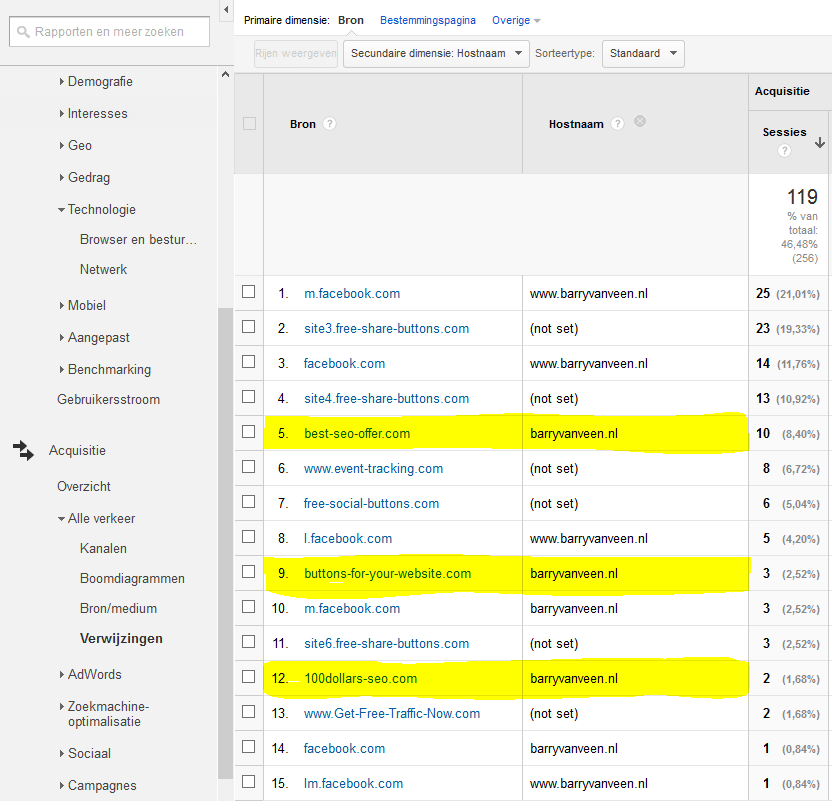 Rapporten en meer zoeken
Demografie
Interesses
Geo
Gedrag
Technologie
Browser en bestur…
Netwerk
Mobiel
Aangepast
Benchmarking
Gebruikersstroom
Acquisitie
Overzicht
Alle verkeer
Kanalen
Boomdiagrammen
Bron/medium
Verwijzingen
AdWords
Zoekmachine-
optimalisatie
Sociaal
Campagnes
Primaire dimensie: Bron Bestemmingspagina Overige
Rijen weergeven Secundaire dimensie: Hostnaam Sorteertype: Standaard
Acquisitie
Bron ? Hostnaam ? Sessies ?
119
% van
totaal:
46,48%
(256)
1. m.facebook.com www.barryvanveen.nl 25 (21,01%)
2. site3.free-share-buttons.com (not set) 23 (19,33%)
3. facebook.com www.barryvanveen.nl 14 (11,76%)
4. site4.free-share-buttons.com (not set) 13 (10,92%)
5. best-seo-offer.com barryvanveen.nl 10 (8,40%)
6. www.event-tracking.com (not set) 8 (6,72%)
7. free-social-buttons.com (not set) 6 (5,04%)
8. l.facebook.com www.barryvanveen.nl 5 (4,20%)
9. buttons-for-your-website.com barryvanveen.nl 3 (2,52%)
10. m.facebook.com barryvanveen.nl 3 (2,52%)
11. site6.free-share-buttons.com (not set) 3 (2,52%)
12. 100dollars-seo.com barryvanveen.nl 2 (1,68%)
13. www.Get-Free-Traffic-Now.com (not set) 2 (1,68%)
14. facebook.com barryvanveen.nl 1 (0,84%)
15. lm.facebook.com www.barryvanveen.nl 1 (0,84%)